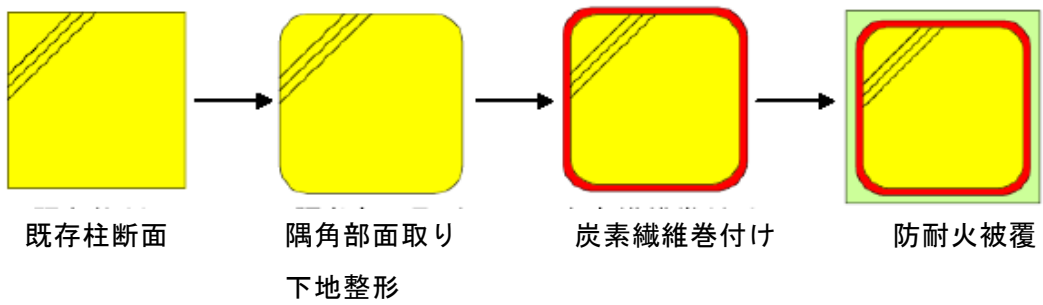 既存柱断面
隅角部面取り
下地整形
炭素繊維巻付け
防耐火被覆